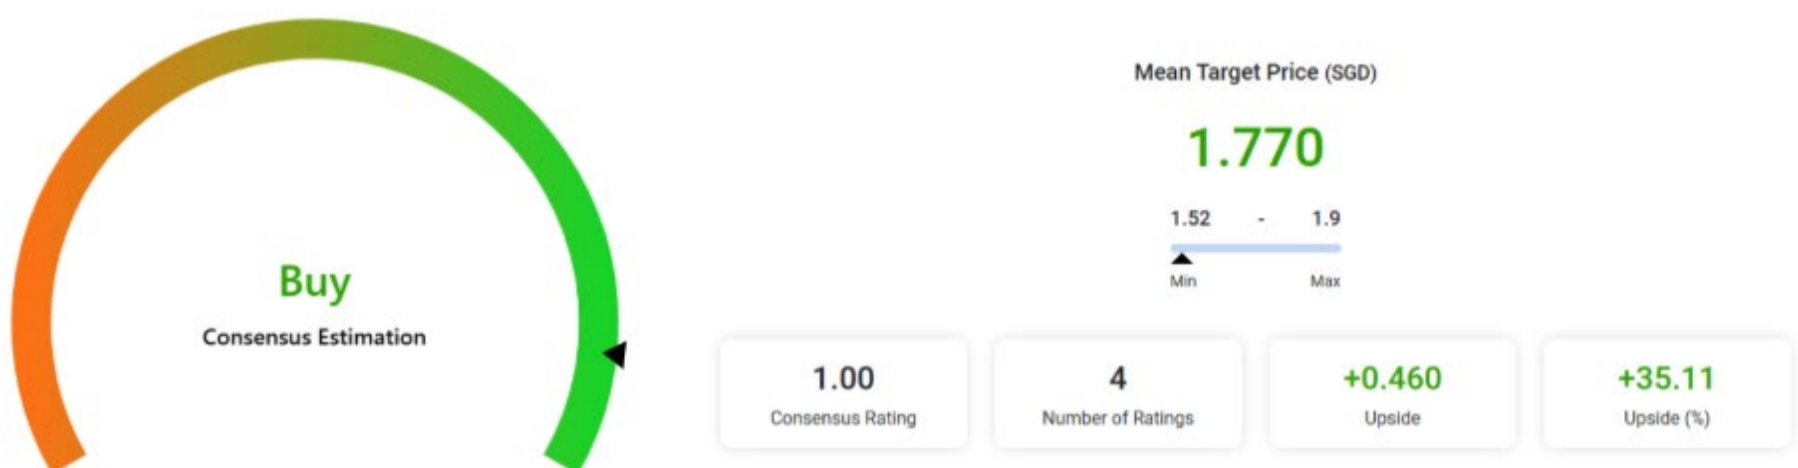 Buy
Consensus Estimation
Mean Target Price (SGD)
1.770
1.52 - 1.9
Min Max
1.00
Consensus Rating
4
Number of Ratings
+0.460
Upside
+35.11
Upside (%)